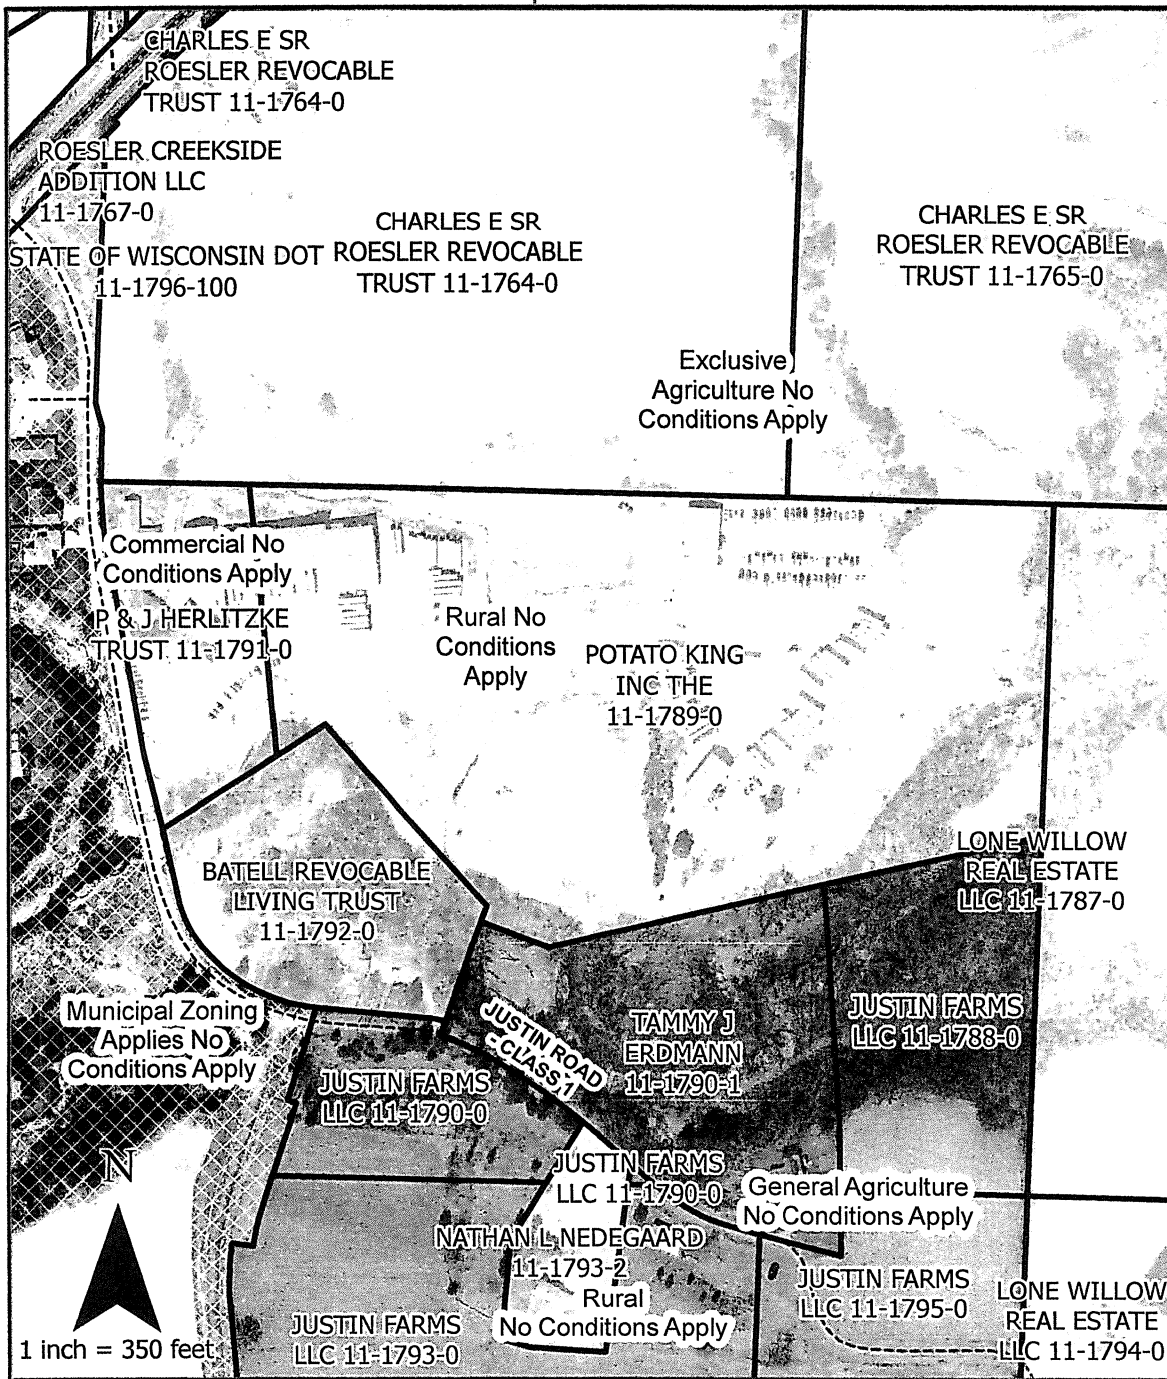 CHARLES E SR
ROESLER REVOCABLE
TRUST 11-1764-0
ROESLER CREEKSIDE
ADDITION LLC
11-1767-0
STATE OF WISCONSIN DOT
11-1796-100
CHARLES E SR
ROESLER REVOCABLE
TRUST 11-1764-0
CHARLES E SR
ROESLER REVOCABLE
TRUST 11-1765-0
Exclusive
Agriculture No
Conditions Apply
Commercial No
Conditions Apply
P & J HERLITZKE
TRUST 11-1791-0
Rural No
Conditions
Apply
POTATO KING
INC THE
11-1789-0
BATELL REVOCABLE
LIVING TRUST
11-1792-0
LONE WILLOW
REAL ESTATE
LLC 11-1787-0
Municipal Zoning
Applies No
Conditions Apply
JUSTIN ROAD
- CLASS 1
TAMMY J
ERDMANN
11-1790-1
JUSTIN FARMS
LLC 11-1788-0
JUSTIN FARMS
LLC 11-1790-0
JUSTIN FARMS
LLC 11-1790-0
General Agriculture
No Conditions Apply
NATHAN L NEDEGAARD
11-1793-2
Rural
No Conditions Apply
JUSTIN FARMS
LLC 11-1795-0
LONE WILLOW
REAL ESTATE
LLC 11-1794-0
JUSTIN FARMS
LLC 11-1793-0
N
1 inch = 350 feet